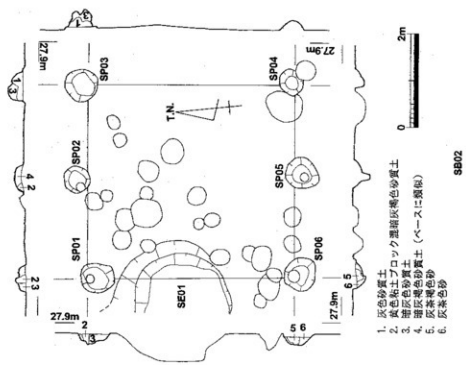 27.9m
27.9m
SP03
SP04
T.N.
SP02
SP05
SP01
SP06
SE01
27.9m
27.9m
0
2m
1. 灰色砂質土
2. 黄色粘土ブロック混暗灰褐色砂質土
3. 暗灰色砂質土
4. 暗灰褐色砂質土(ベースに類似)
5. 灰茶褐色砂
6. 灰茶色砂
SB02